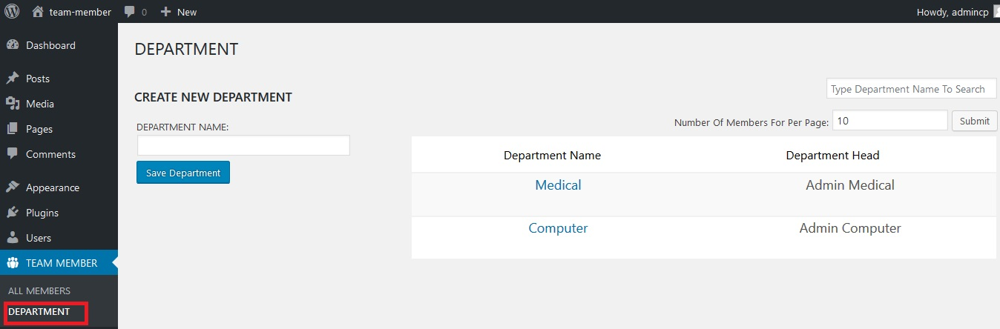 team-member 0 New Howdy, admincp
Dashboard
Posts
Media
Pages
Comments
Appearance
Plugins
Users
TEAM MEMBER
ALL MEMBERS
DEPARTMENT
DEPARTMENT
CREATE NEW DEPARTMENT
DEPARTMENT NAME:
Save Department
Type Department Name To Search
Number Of Members For Per Page: 10 Submit
Department Name Department Head
Medical Admin Medical
Computer Admin Computer